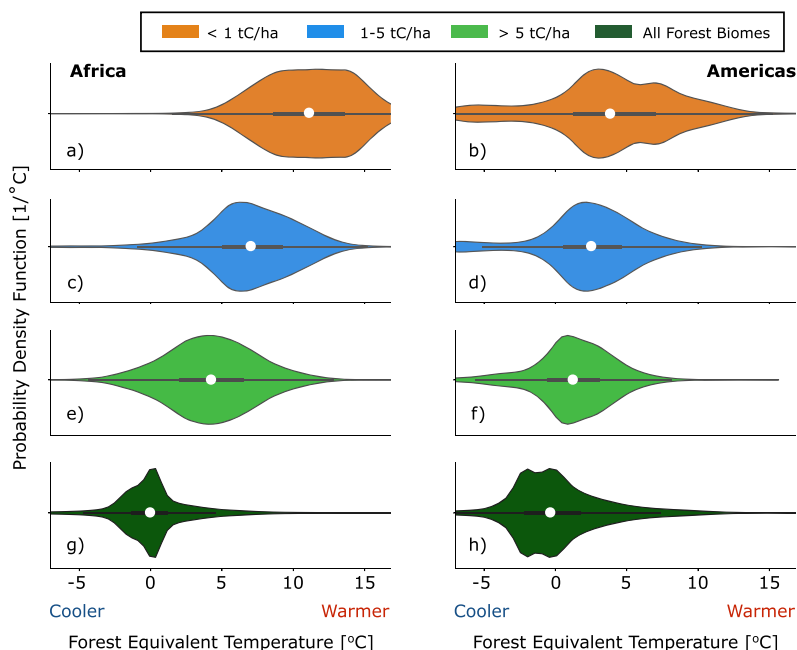 < 1 tC/ha 1-5 tC/ha > 5 tC/ha All Forest Biomes
Africa Americas
a) b)
c) d)
e) f)
g) h)
Probability Density Function [1/˚C]
-5 0 5 10 15 -5 0 5 10 15
Cooler Warmer Cooler Warmer
Forest Equivalent Temperature [ºC] Forest Equivalent Temperature [ºC]